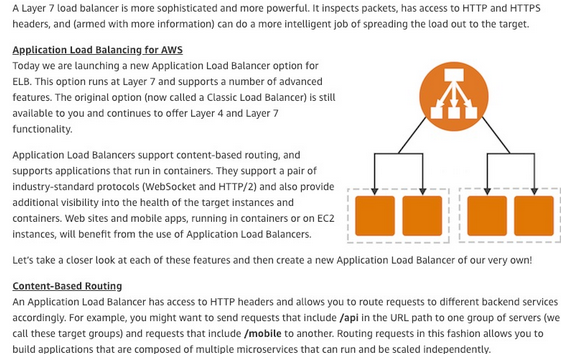 A Layer 7 load balancer is more sophisticated and more powerful. It inspects packets, has access to HTTP and HTTPS
headers, and (armed with more information) can do a more intelligent job of spreading the load out to the target.
Application Load Balancing for AWS
Today we are launching a new Application Load Balancer option for
ELB. This option runs at Layer 7 and supports a number of advanced
features. The original option (now called a Classic Load Balancer) is still
available to you and continues to offer Layer 4 and Layer 7
functionality.
Application Load Balancers support content-based routing, and
supports applications that run in containers. They support a pair of
industry-standard protocols (WebSocket and HTTP/2) and also provide
additional visibility into the health of the target instances and
containers. Web sites and mobile apps, running in containers or on EC2
instances, will benefit from the use of Application Load Balancers.
Let's take a closer look at each of these features and then create a new Application Load Balancer of our very own!
Content-Based Routing
An Application Load Balancer has access to HTTP headers and allows you to route requests to different backend services
accordingly. For example, you might want to send requests that include /api in the URL path to one group of servers (we
call these target groups) and requests that include /mobile to another. Routing requests in this fashion allows you to
build applications that are composed of multiple microservices that can run and be scaled independently.